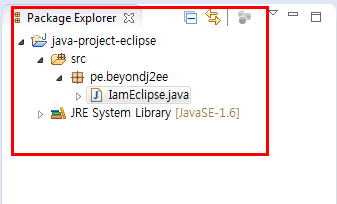 Package Explorer
java-project-eclipse
src
pe.beyondj2ee
IamEclipse.java
JRE System Library [JavaSE-1.6]